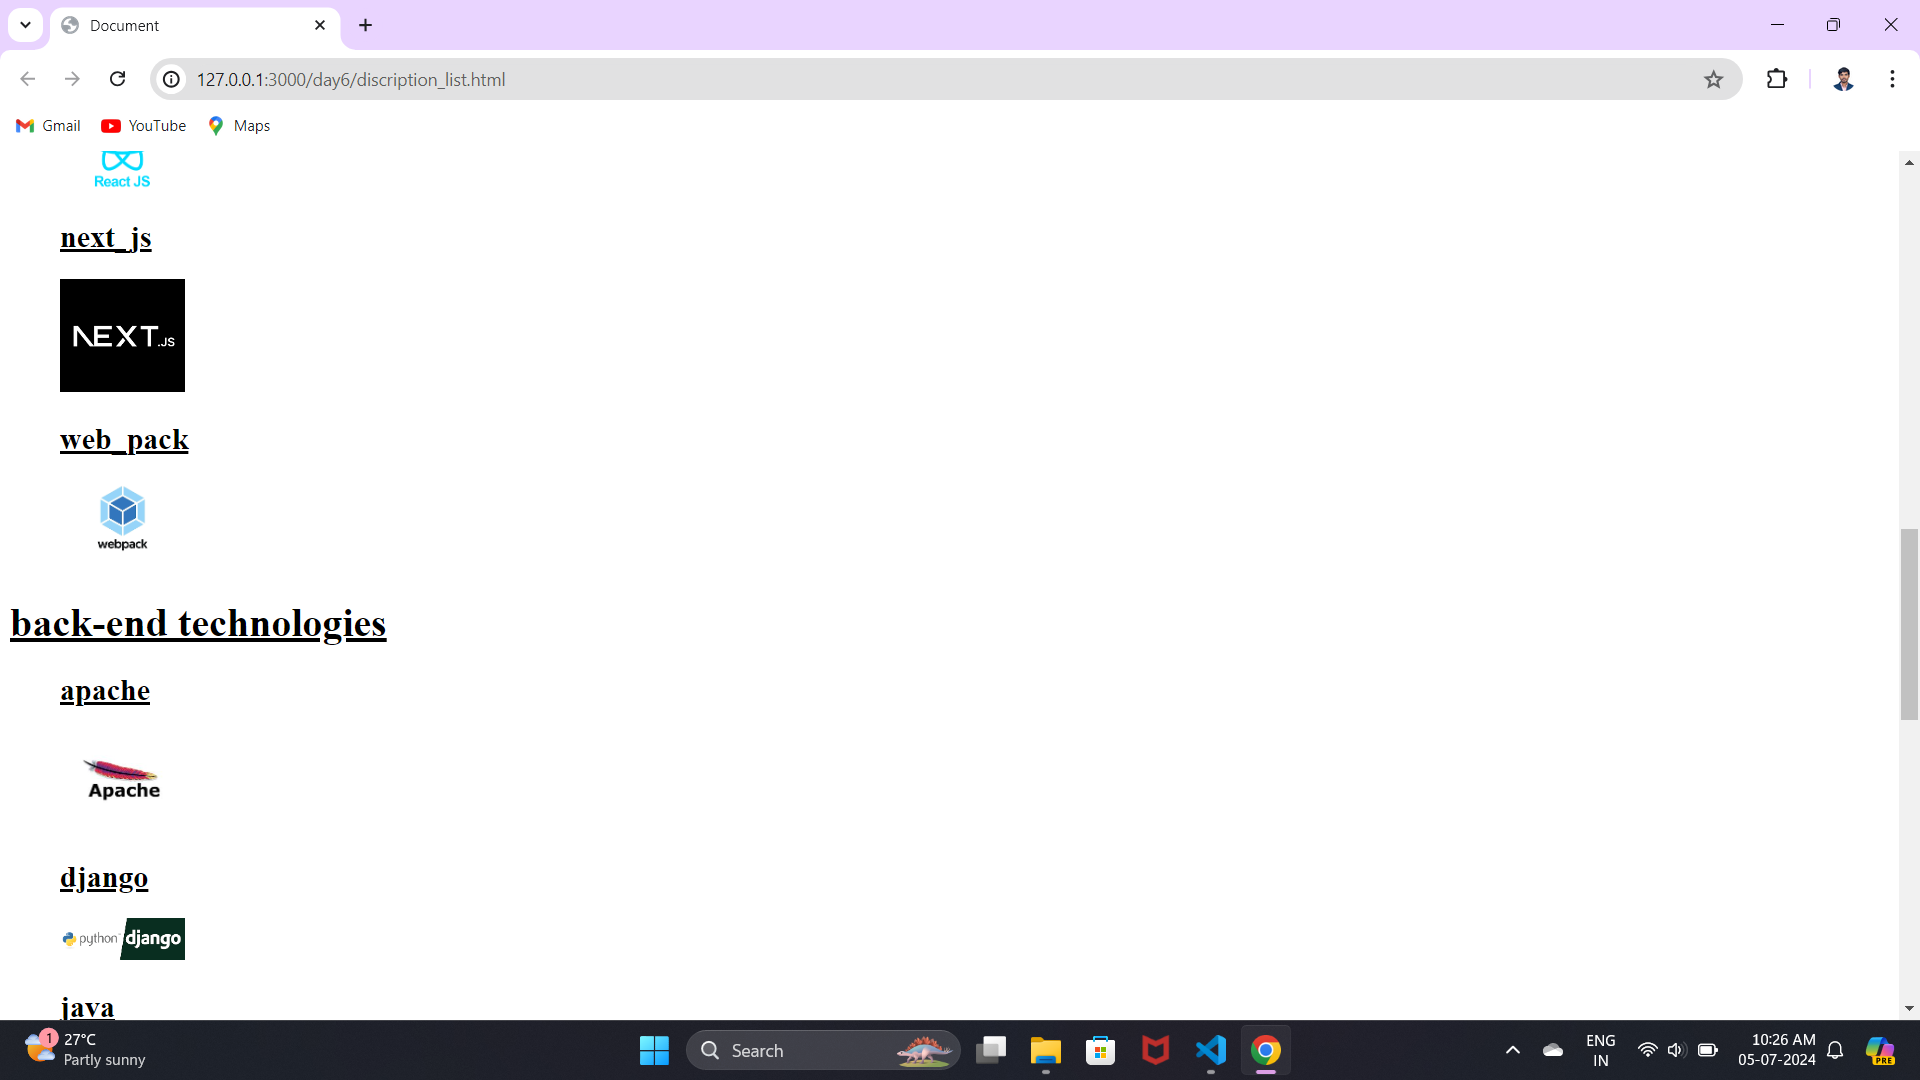 Document
127.0.0.1:3000/day6/discription_list.html
Gmail YouTube Maps
React JS
next_js
NEXT.JS
web_pack
webpack
back-end technologies
apache
Apache
django
python django
java
1
27°C
Partly sunny
Search
ENG
IN
10:26 AM
05-07-2024
PRE